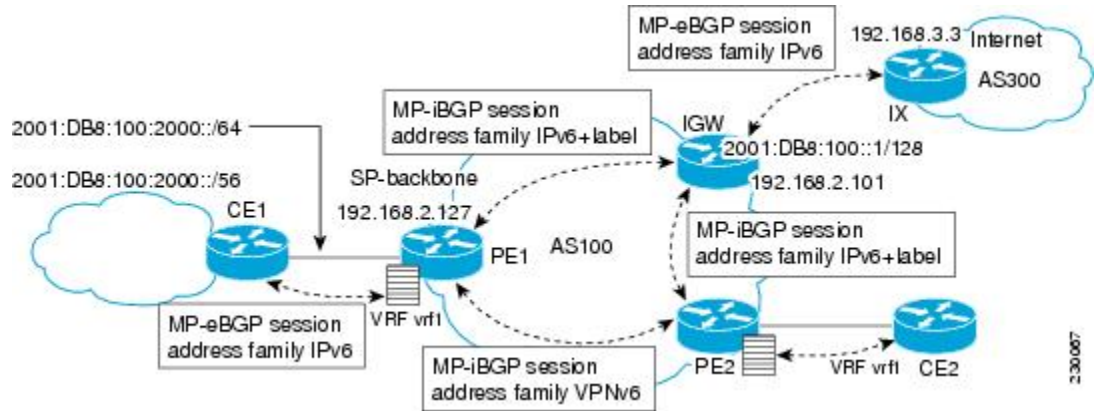 MP-eBGP session
address family IPv6
192.168.3.3
Internet
AS300
IX
MP-iBGP session
address family IPv6+label
IGW
2001:DB8:100:2000::/64
2001:DB8:100::1/128
2001:DB8:100:2000::/56
SP-backbone
192.168.2.101
CE1
192.168.2.127
PE1
AS100
MP-iBGP session
address family IPv6+label
VRF vrf1
MP-eBGP session
address family IPv6
MP-iBGP session
address family VPNv6
PE2
VRF vrf1
CE2
230067